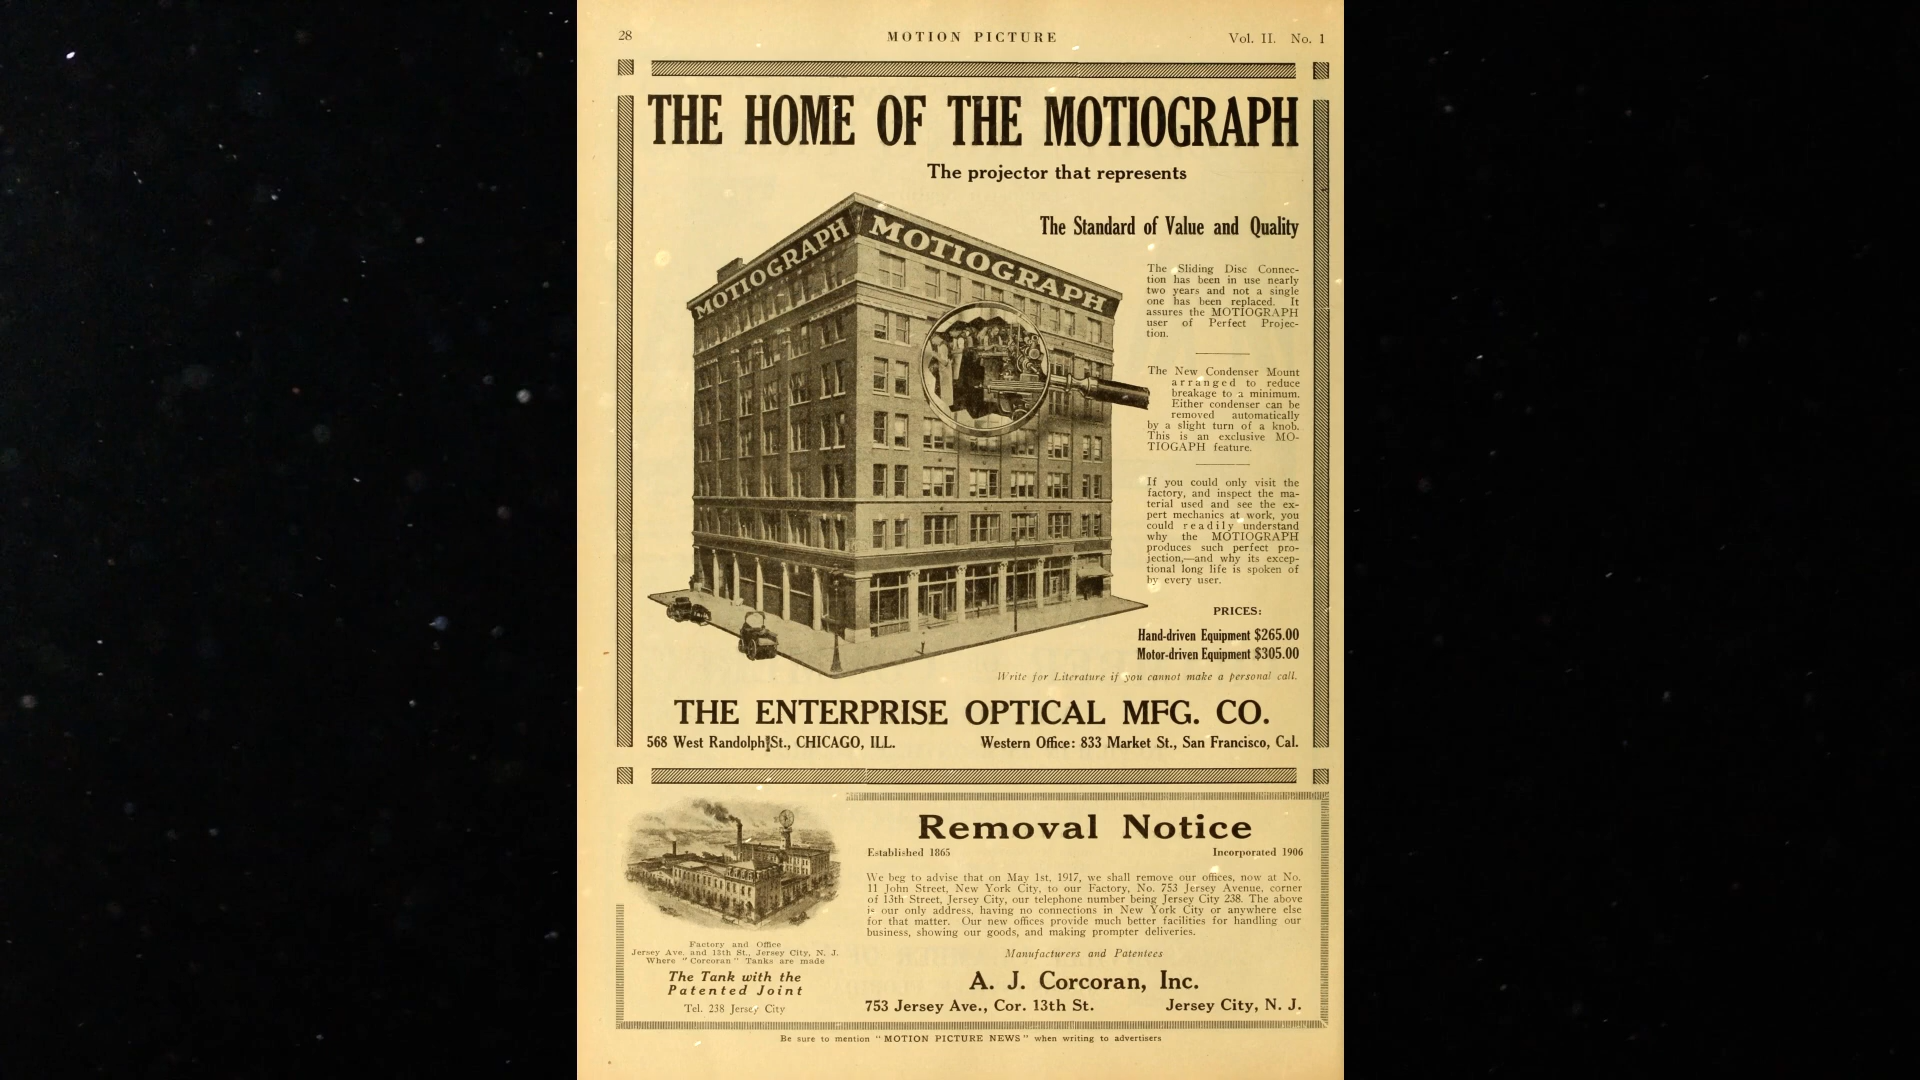 28
MOTION PICTURE
Vol. II. No. 1
THE HOME OF THE MOTIOGRAPH
The projector that represents
The Standard of Value and Quality
MOTIOGRAPH
MOTIOGRAPH
The Sliding Disc Connec-
tion has been in use nearly
two years and not a single
one has been replaced. It
assures the MOTIOGRAPH
user of Perfect Projec-
tion.
The New Condenser Mount
arranged to reduce
breakage to a minimum.
Either condenser can be
removed automatically
by a slight turn of a knob.
This is an exclusive MO-
TIOGAPH feature.
If you could only visit the
factory, and inspect the ma-
terial used and see the ex-
pert mechanics at work, you
could readily understand
why the MOTIOGRAPH
produces such perfect pro-
jection,—and why its excep-
tional long life is spoken of
by every user.
PRICES:
Hand-driven Equipment $265.00
Motor-driven Equipment $305.00
Write for Literature if you cannot make a personal call.
THE ENTERPRISE OPTICAL MFG. CO.
568 West Randolph St., CHICAGO, ILL.
Western Office: 833 Market St., San Francisco, Cal.
Factory and Office
Jersey Ave. and 13th St., Jersey City, N. J.
Where "Corcoran" Tanks are made
The Tank with the
Patented Joint
Tel. 238 Jersey City
Removal Notice
Established 1865
Incorporated 1906
We beg to advise that on May 1st, 1917, we shall remove our offices, now at No.
11 John Street, New York City, to our Factory, No. 753 Jersey Avenue, corner
of 13th Street, Jersey City, our telephone number being Jersey City 238. The above
is our only address, having no connections in New York City or anywhere else
for that matter. Our new offices provide much better facilities for handling our
business, showing our goods, and making prompter deliveries.
Manufacturers and Patentees
A. J. Corcoran, Inc.
753 Jersey Ave., Cor. 13th St.
Jersey City, N. J.
Be sure to mention "MOTION PICTURE NEWS" when writing to advertisers